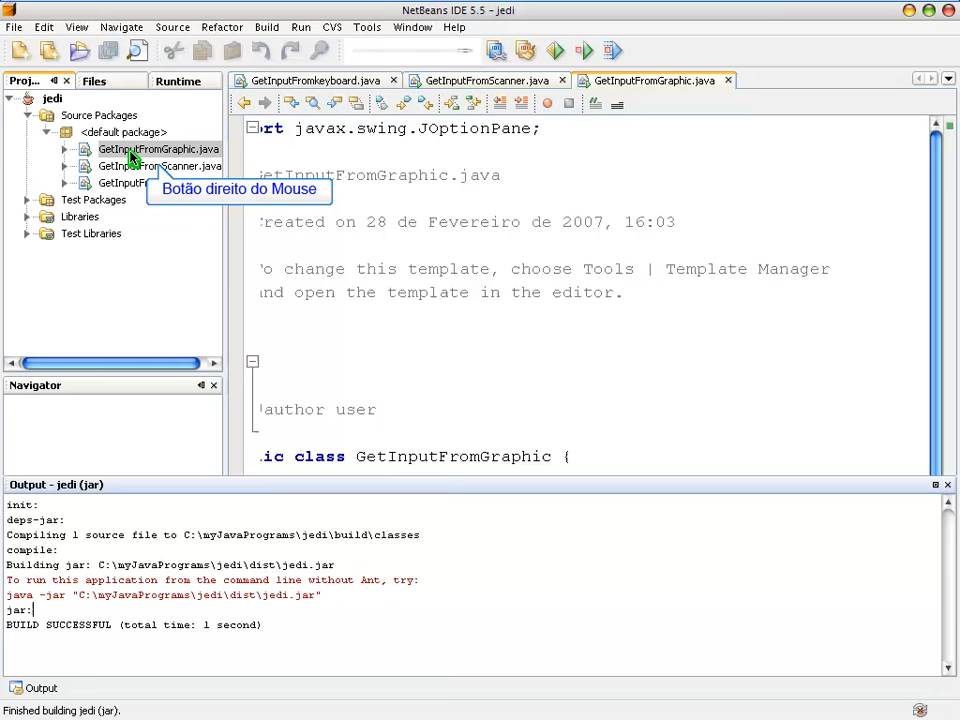 NetBeans IDE 5.5 - jedi
File Edit View Navigate Source Refactor Build Run CVS Tools Window Help
Proj... Files Runtime
GetInputFromkeyboard.java GetInputFromScanner.java GetInputFromGraphic.java
jedi
Source Packages
<default package>
GetInputFromGraphic.java
GetInputFromScanner.java
GetInputF
Botão direito do Mouse
Test Packages
Libraries
Test Libraries
Navigator
ort javax.swing.JOptionPane;
GetInputFromGraphic.java
reated on 28 de Fevereiro de 2007, 16:03
o change this template, choose Tools | Template Manager
nd open the template in the editor.
author user
ic class GetInputFromGraphic {
Output - jedi (jar)
init:
deps-jar:
Compiling 1 source file to C:\myJavaPrograms\jedi\build\classes
compile:
Building jar: C:\myJavaPrograms\jedi\dist\jedi.jar
To run this application from the command line without Ant, try:
java -jar "C:\myJavaPrograms\jedi\dist\jedi.jar"
jar:
BUILD SUCCESSFUL (total time: 1 second)
Output
Finished building jedi (jar).